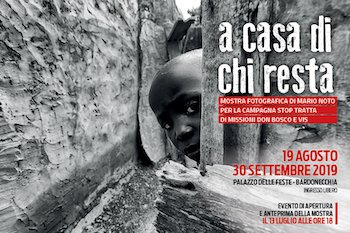 a casa di
chi resta
MOSTRA FOTOGRAFICA DI MARIO NOTO
PER LA CAMPAGNA STOP TRATTA
DI MISSIONI DON BOSCO E VIS
19 AGOSTO
30 SETTEMBRE 2019
PALAZZO DELLE FESTE - BARDONECCHIA
INGRESSO LIBERO
EVENTO DI APERTURA
E ANTEPRIMA DELLA MOSTRA
IL 13 LUGLIO ALLE ORE 18